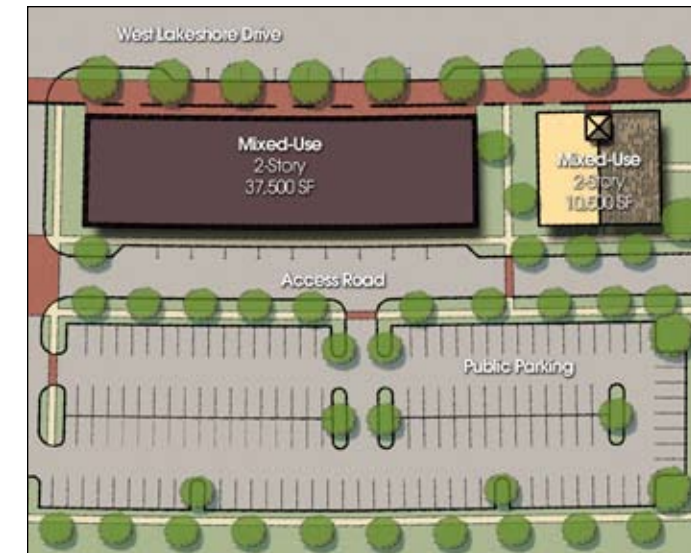 West Lakeshore Drive
Mixed-Use
2-Story
37,500 SF
Mixed-Use
2-Story
10,500 SF
Access Road
Public Parking